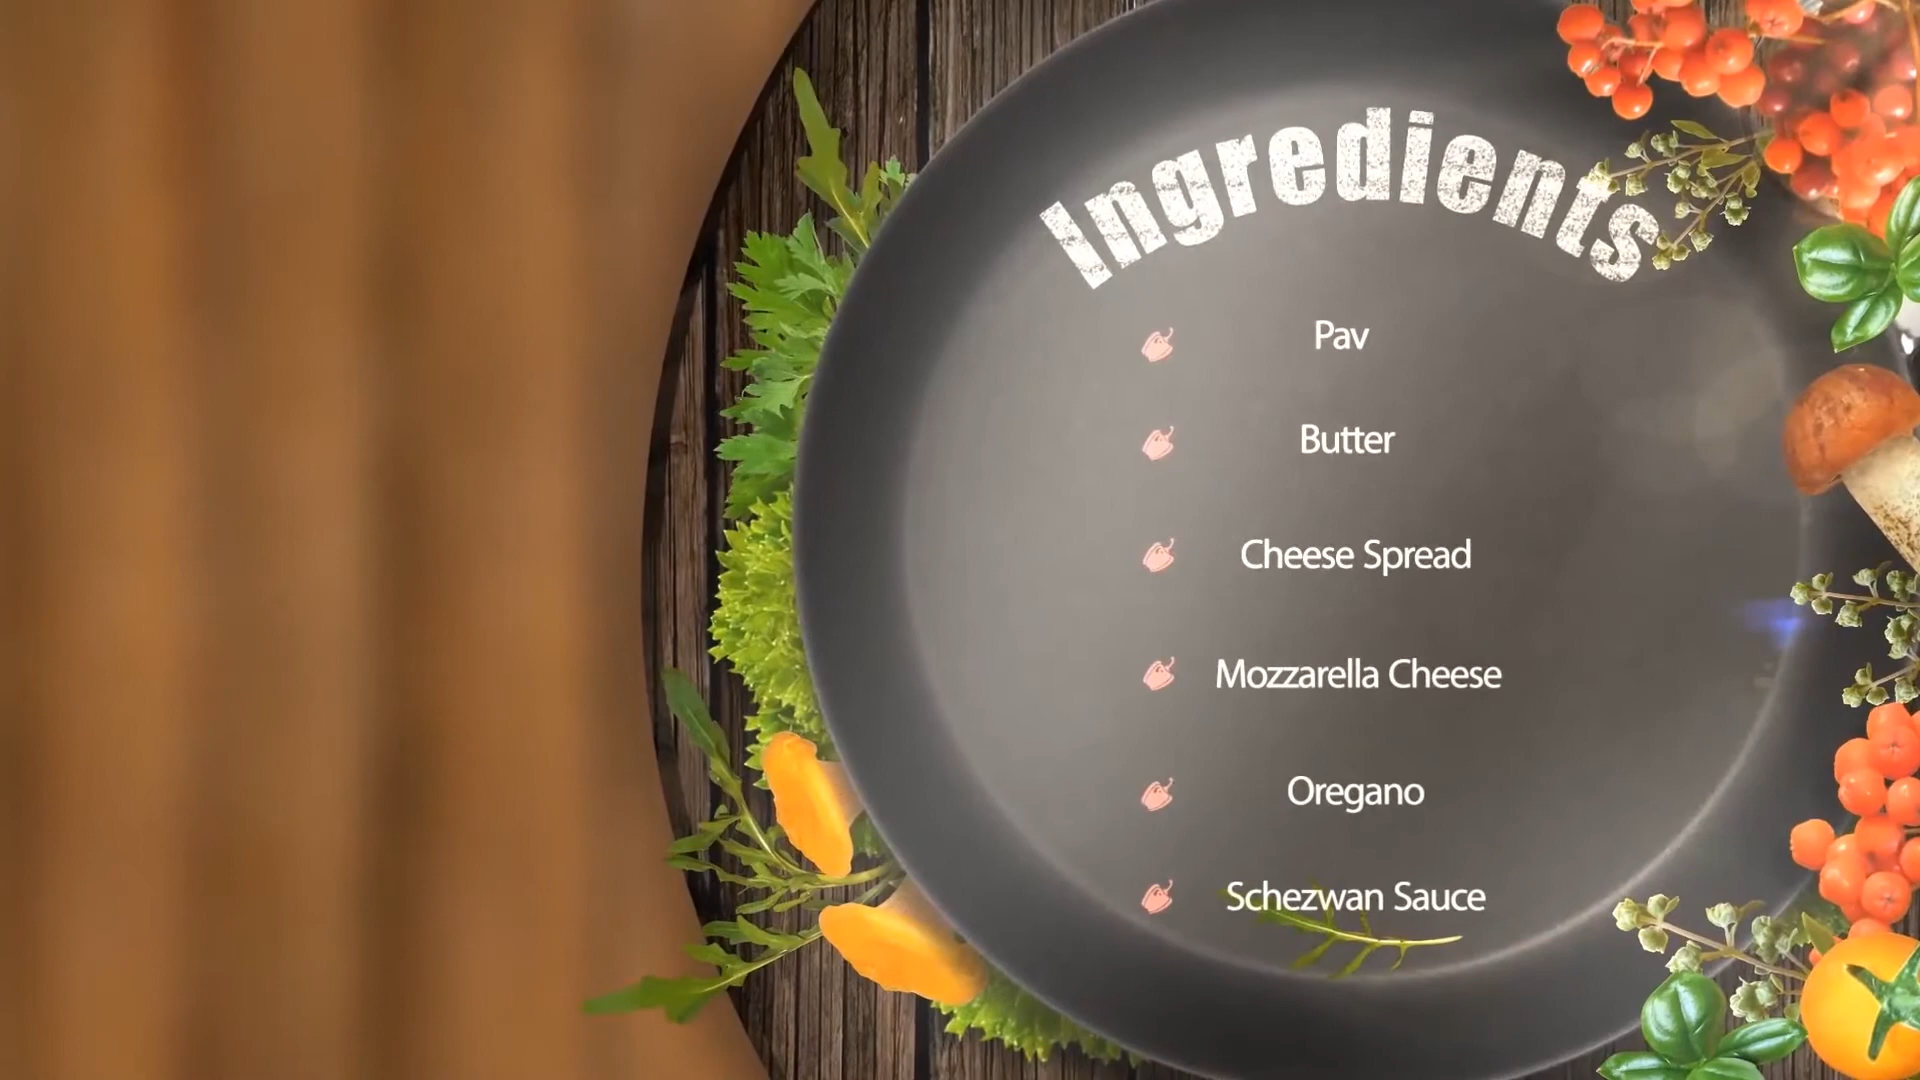 Ingredients
Pav
Butter
Cheese Spread
Mozzarella Cheese
Oregano
Schezwan Sauce